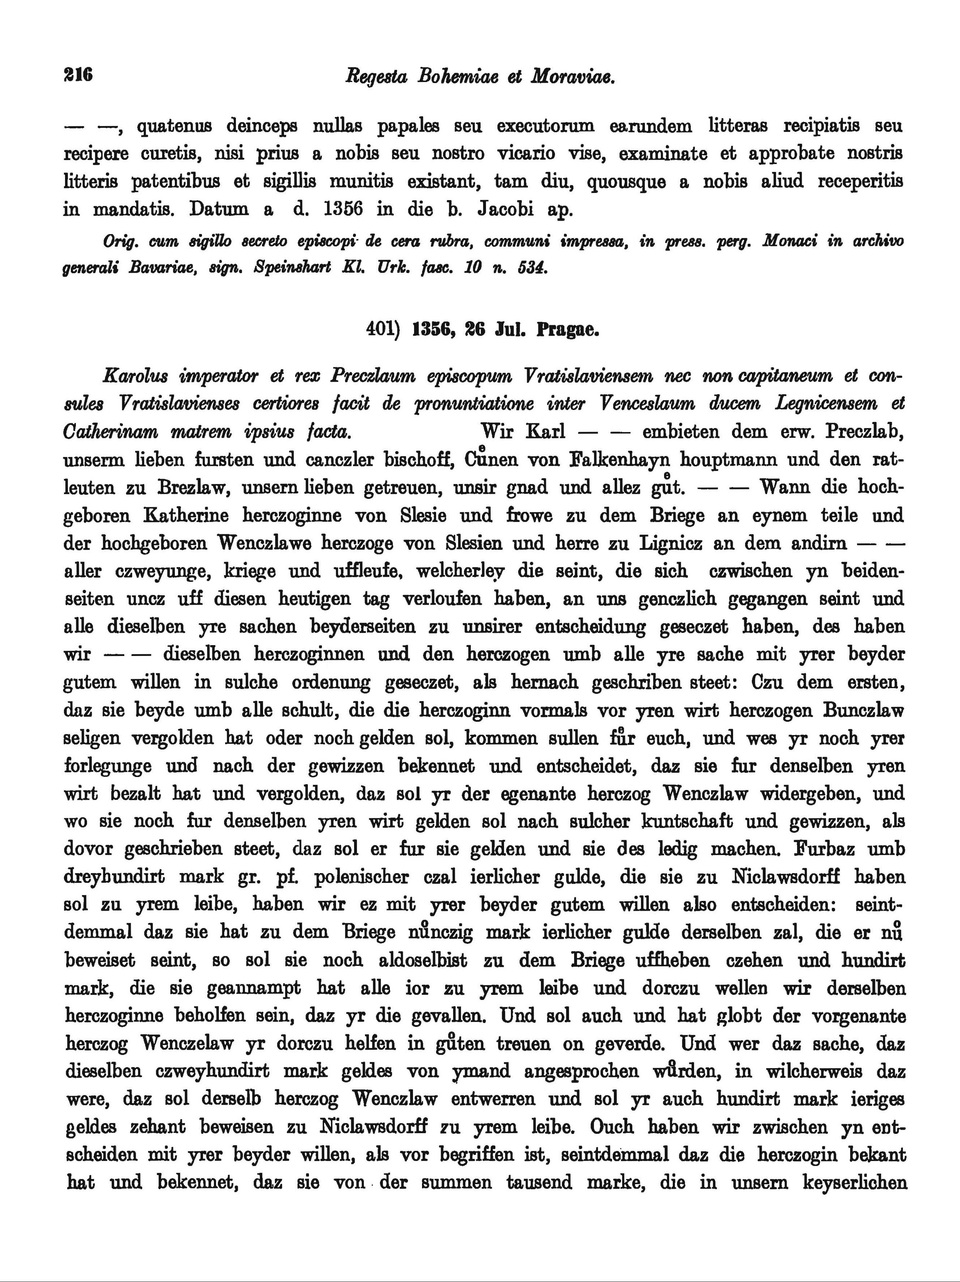 216 Regesta Bohemiae et Moraviae.
— —, quatenus deinceps nullas papales seu executorum earundem litteras recipiatis seu
recipere curetis, nisi prius a nobis seu nostro vicario vise, examinate et approbate nostris
litteris patentibus et sigillis munitis existant, tam diu, quousque a nobis aliud receperitis
in mandatis. Datum a d. 1356 in die b. Jacobi ap.
Orig. cum sigillo secreto episcopi de cera rubra, communi impressa, in press. perg. Monaci in archivo
generali Bavariae, sign. Speinshart Kl. Urk. fasc. 10 n. 534.
401) 1356, 26 Jul. Pragae.
Karolus imperator et rex Preczlaum episcopum Vratislaviensem nec non capitaneum et con-
sules Vratislavienses certiores facit de pronuntiatione inter Venceslaum ducem Legnicensem et
Catherinam matrem ipsius facta. Wir Karl — — embieten dem erw. Preczlab,
unserm lieben fursten und canczler bischoff, Cuͤnen von Falkenhayn houptmann und den rat-
leuten zu Brezlaw, unsern lieben getreuen, unsir gnad und allez guͤt. — — Wann die hoch-
geboren Katherine herczoginne von Slesie und frowe zu dem Briege an eynem teile und
der hochgeboren Wenczlawe herczoge von Slesien und herre zu Lignicz an dem andirn — —
aller czweyunge, kriege und uffleufe, welcherley die seint, die sich czwischen yn beiden-
seiten uncz uff diesen heutigen tag verloufen haben, an uns genczlich gegangen seint und
alle dieselben yre sachen beyderseiten zu unsirer entscheidung geseczet haben, des haben
wir — — dieselben herczoginnen und den herczogen umb alle yre sache mit yrer beyder
gutem willen in sulche ordenung geseczet, als hernach geschriben steet: Czu dem ersten,
daz sie beyde umb alle schult, die die herczoginn vormals vor yren wirt herczogen Bunczlaw
seligen vergolden hat oder noch gelden sol, kommen sullen fuͤr euch, und wes yr noch yrer
forlegunge und nach der gewizzen bekennet und entscheidet, daz sie fur denselben yren
wirt bezalt hat und vergolden, daz sol yr der egenante herczog Wenczlaw widergeben, und
wo sie noch fur denselben yren wirt gelden sol nach sulcher kuntschaft und gewizzen, als
dovor geschrieben steet, daz sol er fur sie gelden und sie des ledig machen. Furbaz umb
dreyhundirt mark gr. pf. polenischer czal ierlicher gulde, die sie zu Niclawsdorff haben
sol zu yrem leibe, haben wir ez mit yrer beyder gutem willen also entscheiden: seint-
demmal daz sie hat zu dem Briege nůnczig mark ierlicher gulde derselben zal, die er nů
beweiset seint, so sol sie noch aldoselbist zu dem Briege uffheben czehen und hundirt
mark, die sie geannampt hat alle ior zu yrem leibe und dorczu wellen wir derselben
herczoginne beholfen sein, daz yr die gevallen. Und sol auch und hat globt der vorgenante
herczog Wenczelaw yr dorczu helfen in gůten treuen on geverde. Und wer daz sache, daz
dieselben czweyhundirt mark geldes von ymand angesprochen wůrden, in wilcherweis daz
were, daz sol derselb herczog Wenczlaw entwerren und sol yr auch hundirt mark ieriges
geldes zehant beweisen zu Niclawsdorff zu yrem leibe. Ouch haben wir zwischen yn ent-
scheiden mit yrer beyder willen, als vor begriffen ist, seintdemmal daz die herczogin bekant
hat und bekennet, daz sie von der summen tausend marke, die in unsern keyserlichen